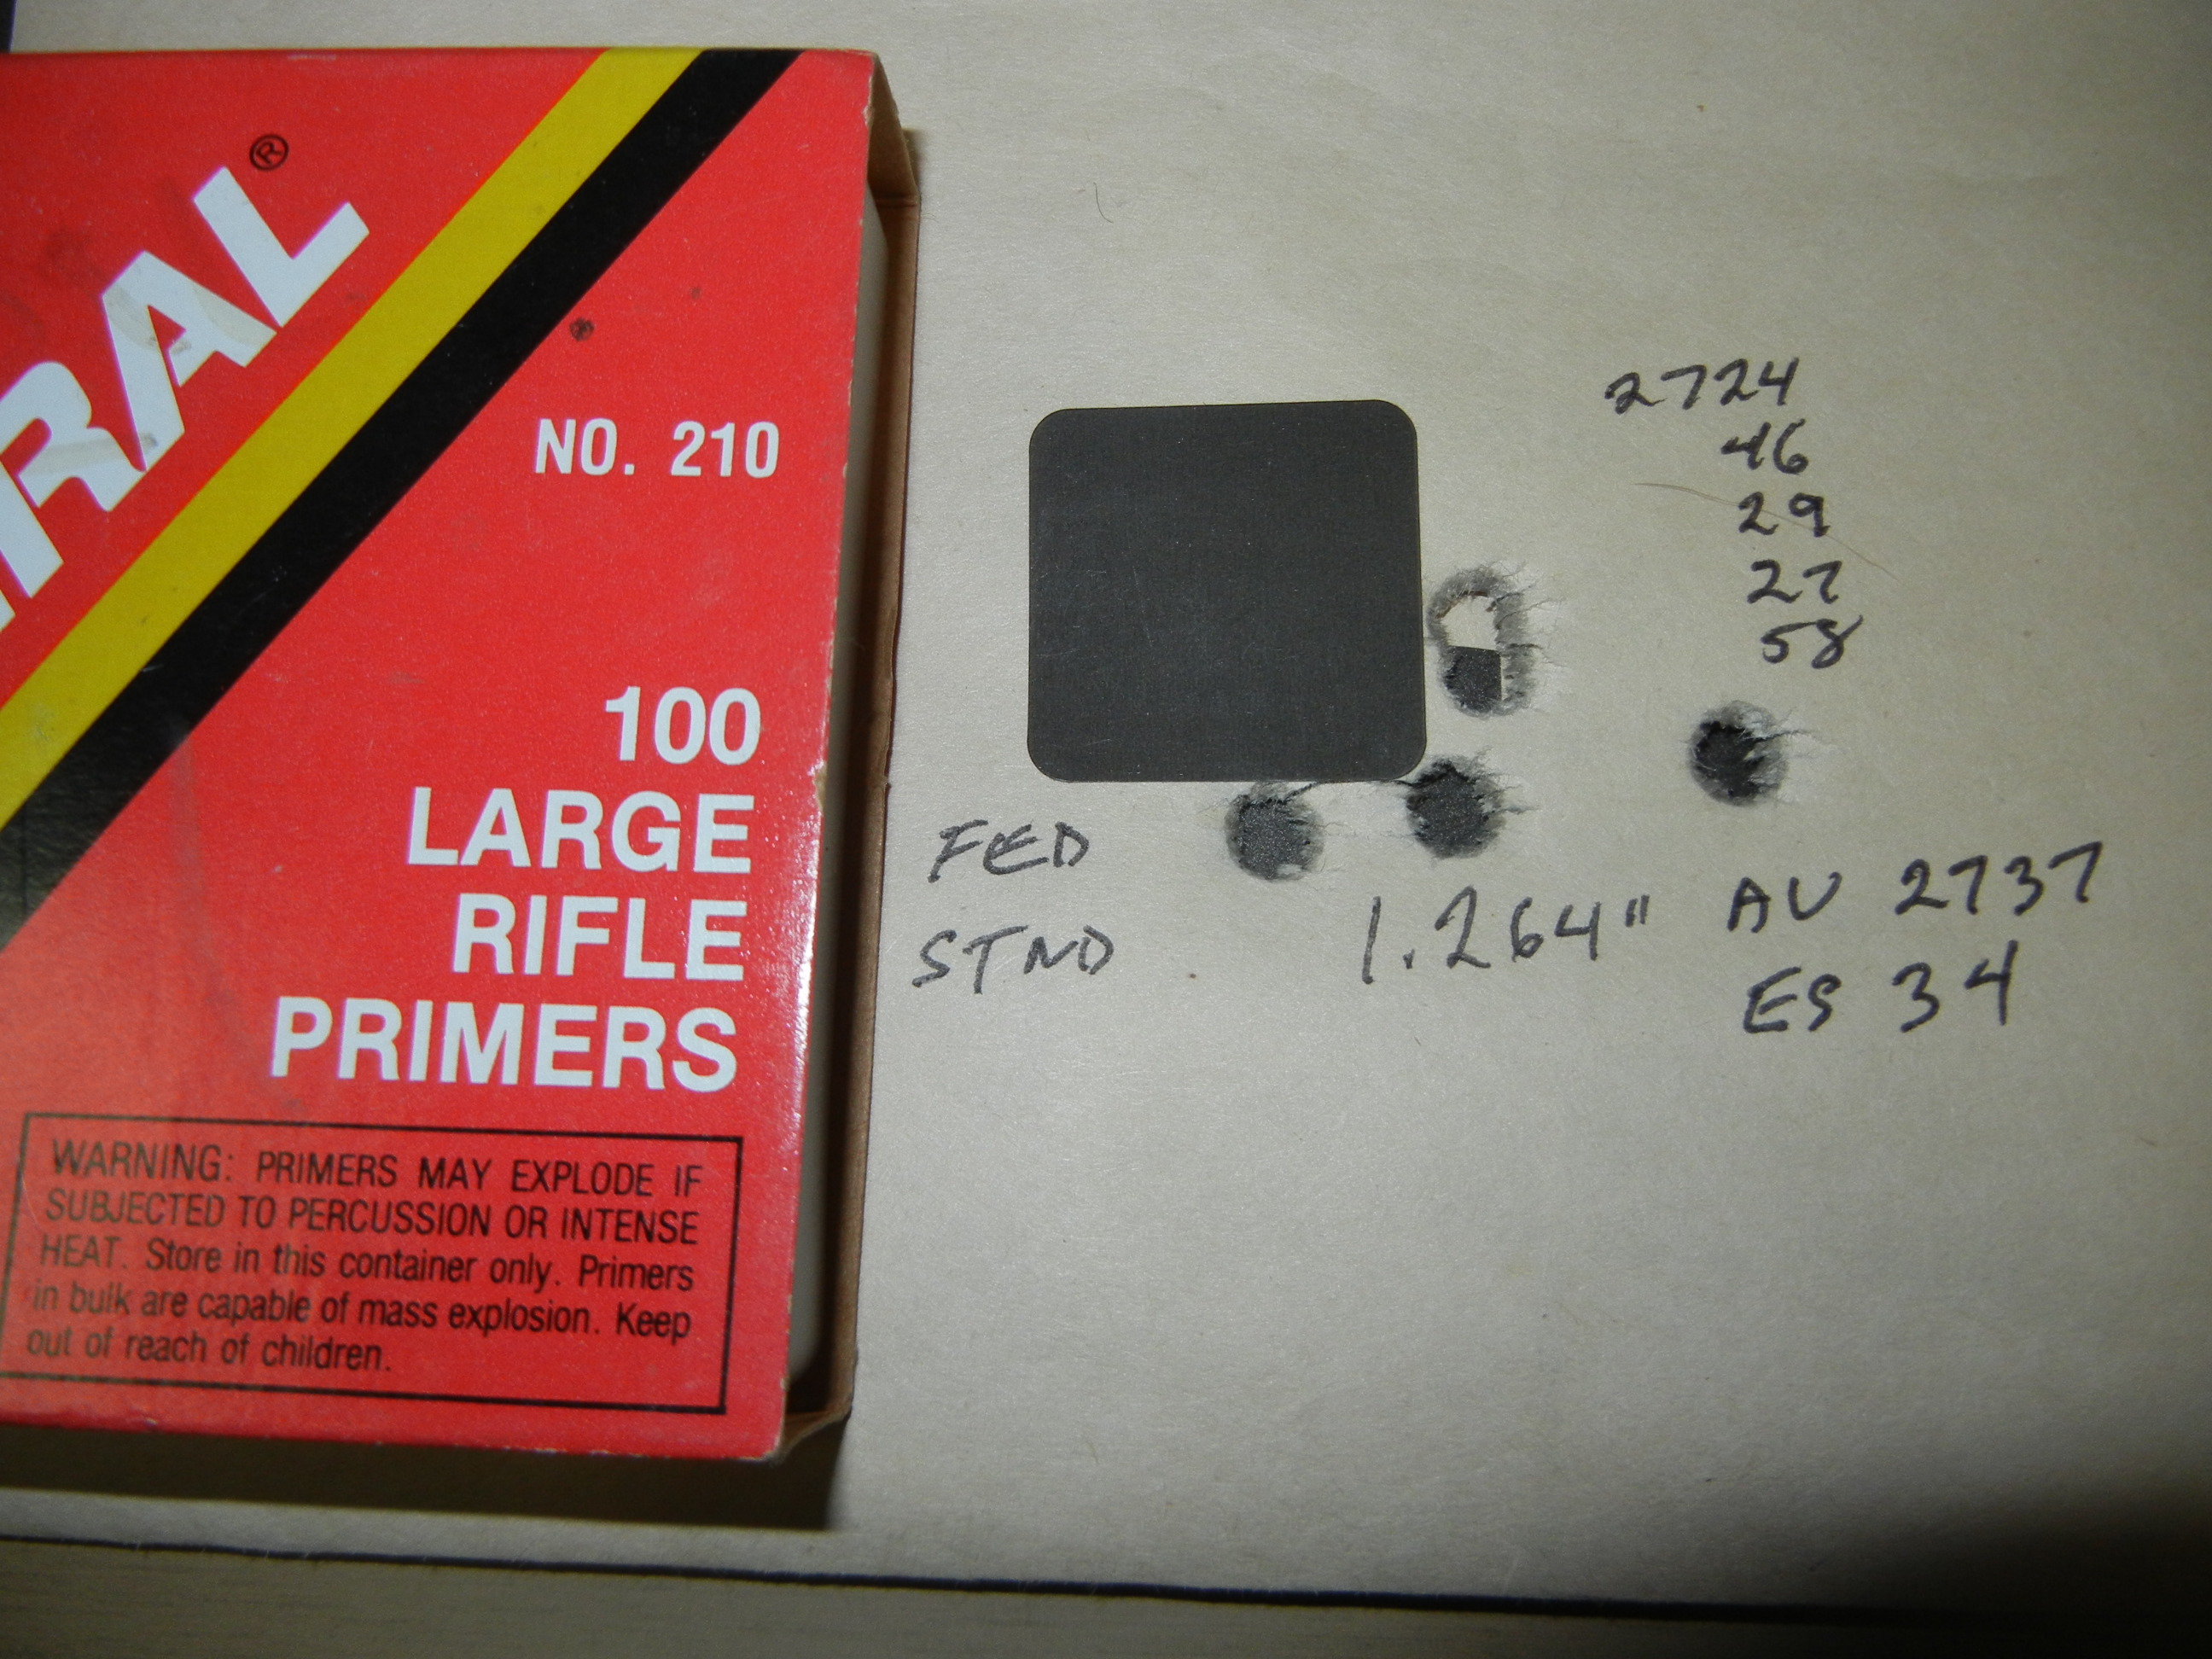 RAL®
NO. 210
100
LARGE
RIFLE
PRIMERS
WARNING: PRIMERS MAY EXPLODE IF
SUBJECTED TO PERCUSSION OR INTENSE
HEAT. Store in this container only. Primers
in bulk are capable of mass explosion. Keep
out of reach of children.
2724
46
29
27
58
FED
STND
1.264" AV 2737
ES 34